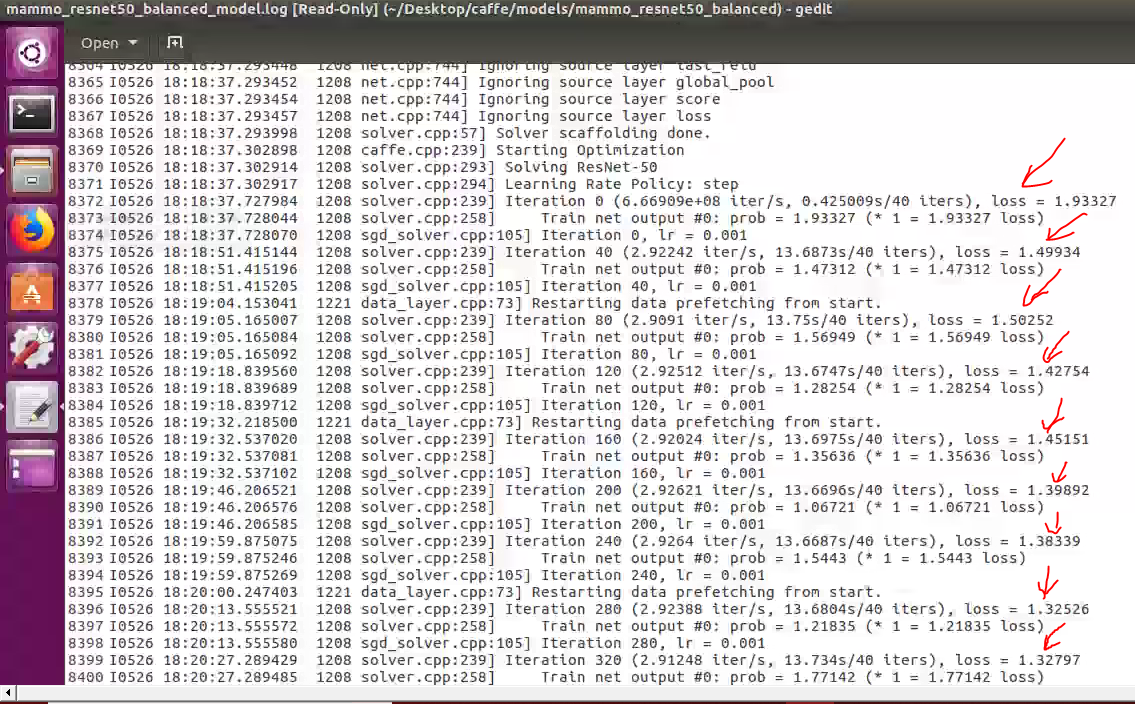 mammo_resnet50_balanced_model.log [Read-Only] (~/Desktop/caffe/models/mammo_resnet50_balanced) - gedit
Open
8364 I0526 18:18:37.293448  1208 net.cpp:744] Ignoring source layer last_relu
8365 I0526 18:18:37.293452  1208 net.cpp:744] Ignoring source layer global_pool
8366 I0526 18:18:37.293454  1208 net.cpp:744] Ignoring source layer score
8367 I0526 18:18:37.293457  1208 net.cpp:744] Ignoring source layer loss
8368 I0526 18:18:37.293998  1208 solver.cpp:57] Solver scaffolding done.
8369 I0526 18:18:37.302898  1208 caffe.cpp:239] Starting Optimization
8370 I0526 18:18:37.302914  1208 solver.cpp:293] Solving ResNet-50
8371 I0526 18:18:37.302917  1208 solver.cpp:294] Learning Rate Policy: step
8372 I0526 18:18:37.727984  1208 solver.cpp:239] Iteration 0 (6.66909e+08 iter/s, 0.425009s/40 iters), loss = 1.93327
8373 I0526 18:18:37.728044  1208 solver.cpp:258]     Train net output #0: prob = 1.93327 (* 1 = 1.93327 loss)
8374 I0526 18:18:37.728070  1208 sgd_solver.cpp:105] Iteration 0, lr = 0.001
8375 I0526 18:18:51.415144  1208 solver.cpp:239] Iteration 40 (2.92242 iter/s, 13.6873s/40 iters), loss = 1.49934
8376 I0526 18:18:51.415196  1208 solver.cpp:258]     Train net output #0: prob = 1.47312 (* 1 = 1.47312 loss)
8377 I0526 18:18:51.415205  1208 sgd_solver.cpp:105] Iteration 40, lr = 0.001
8378 I0526 18:19:04.153041  1221 data_layer.cpp:73] Restarting data prefetching from start.
8379 I0526 18:19:05.165007  1208 solver.cpp:239] Iteration 80 (2.9091 iter/s, 13.75s/40 iters), loss = 1.50252
8380 I0526 18:19:05.165084  1208 solver.cpp:258]     Train net output #0: prob = 1.56949 (* 1 = 1.56949 loss)
8381 I0526 18:19:05.165092  1208 sgd_solver.cpp:105] Iteration 80, lr = 0.001
8382 I0526 18:19:18.839560  1208 solver.cpp:239] Iteration 120 (2.92512 iter/s, 13.6747s/40 iters), loss = 1.42754
8383 I0526 18:19:18.839689  1208 solver.cpp:258]     Train net output #0: prob = 1.28254 (* 1 = 1.28254 loss)
8384 I0526 18:19:18.839712  1208 sgd_solver.cpp:105] Iteration 120, lr = 0.001
8385 I0526 18:19:32.218500  1221 data_layer.cpp:73] Restarting data prefetching from start.
8386 I0526 18:19:32.537020  1208 solver.cpp:239] Iteration 160 (2.92024 iter/s, 13.6975s/40 iters), loss = 1.45151
8387 I0526 18:19:32.537081  1208 solver.cpp:258]     Train net output #0: prob = 1.35636 (* 1 = 1.35636 loss)
8388 I0526 18:19:32.537102  1208 sgd_solver.cpp:105] Iteration 160, lr = 0.001
8389 I0526 18:19:46.206521  1208 solver.cpp:239] Iteration 200 (2.92621 iter/s, 13.6696s/40 iters), loss = 1.39892
8390 I0526 18:19:46.206576  1208 solver.cpp:258]     Train net output #0: prob = 1.06721 (* 1 = 1.06721 loss)
8391 I0526 18:19:46.206585  1208 sgd_solver.cpp:105] Iteration 200, lr = 0.001
8392 I0526 18:19:59.875075  1208 solver.cpp:239] Iteration 240 (2.9264 iter/s, 13.6687s/40 iters), loss = 1.38339
8393 I0526 18:19:59.875246  1208 solver.cpp:258]     Train net output #0: prob = 1.5443 (* 1 = 1.5443 loss)
8394 I0526 18:19:59.875269  1208 sgd_solver.cpp:105] Iteration 240, lr = 0.001
8395 I0526 18:20:00.247403  1221 data_layer.cpp:73] Restarting data prefetching from start.
8396 I0526 18:20:13.555521  1208 solver.cpp:239] Iteration 280 (2.92388 iter/s, 13.6804s/40 iters), loss = 1.32526
8397 I0526 18:20:13.555572  1208 solver.cpp:258]     Train net output #0: prob = 1.21835 (* 1 = 1.21835 loss)
8398 I0526 18:20:13.555580  1208 sgd_solver.cpp:105] Iteration 280, lr = 0.001
8399 I0526 18:20:27.289429  1208 solver.cpp:239] Iteration 320 (2.91248 iter/s, 13.734s/40 iters), loss = 1.32797
8400 I0526 18:20:27.289485  1208 solver.cpp:258]     Train net output #0: prob = 1.77142 (* 1 = 1.77142 loss)